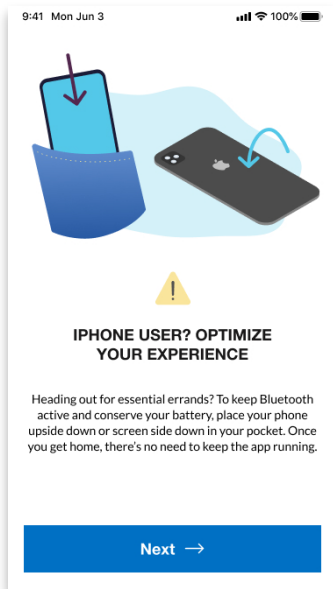 9:41 Mon Jun 3 100%
IPHONE USER? OPTIMIZE
YOUR EXPERIENCE
Heading out for essential errands? To keep Bluetooth
active and conserve your battery, place your phone
upside down or screen side down in your pocket. Once
you get home, there’s no need to keep the app running.
Next →